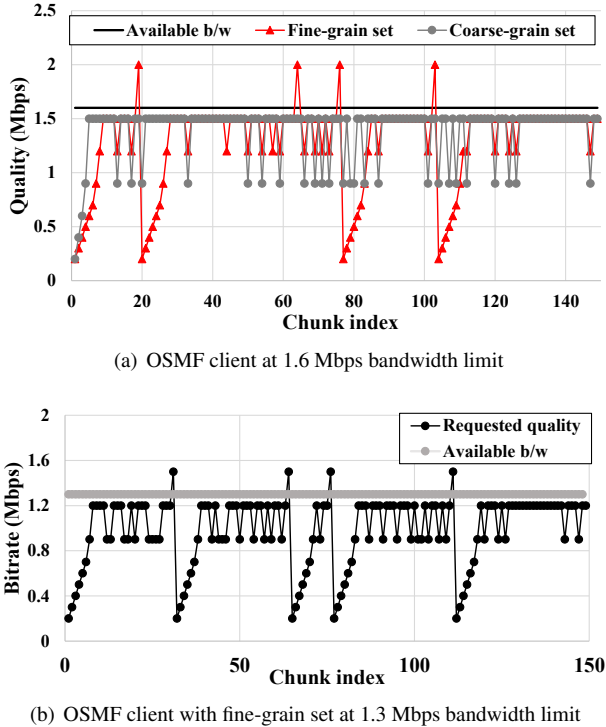 Available b/w
Fine-grain set
Coarse-grain set
Quality (Mbps)
2.5
2
1.5
1
0.5
0
0 20 40 60 80 100 120 140
Chunk index
(a) OSMF client at 1.6 Mbps bandwidth limit
Requested quality
Available b/w
Bitrate (Mbps)
2
1.6
1.2
0.8
0.4
0
0 50 100 150
Chunk index
(b) OSMF client with fine-grain set at 1.3 Mbps bandwidth limit